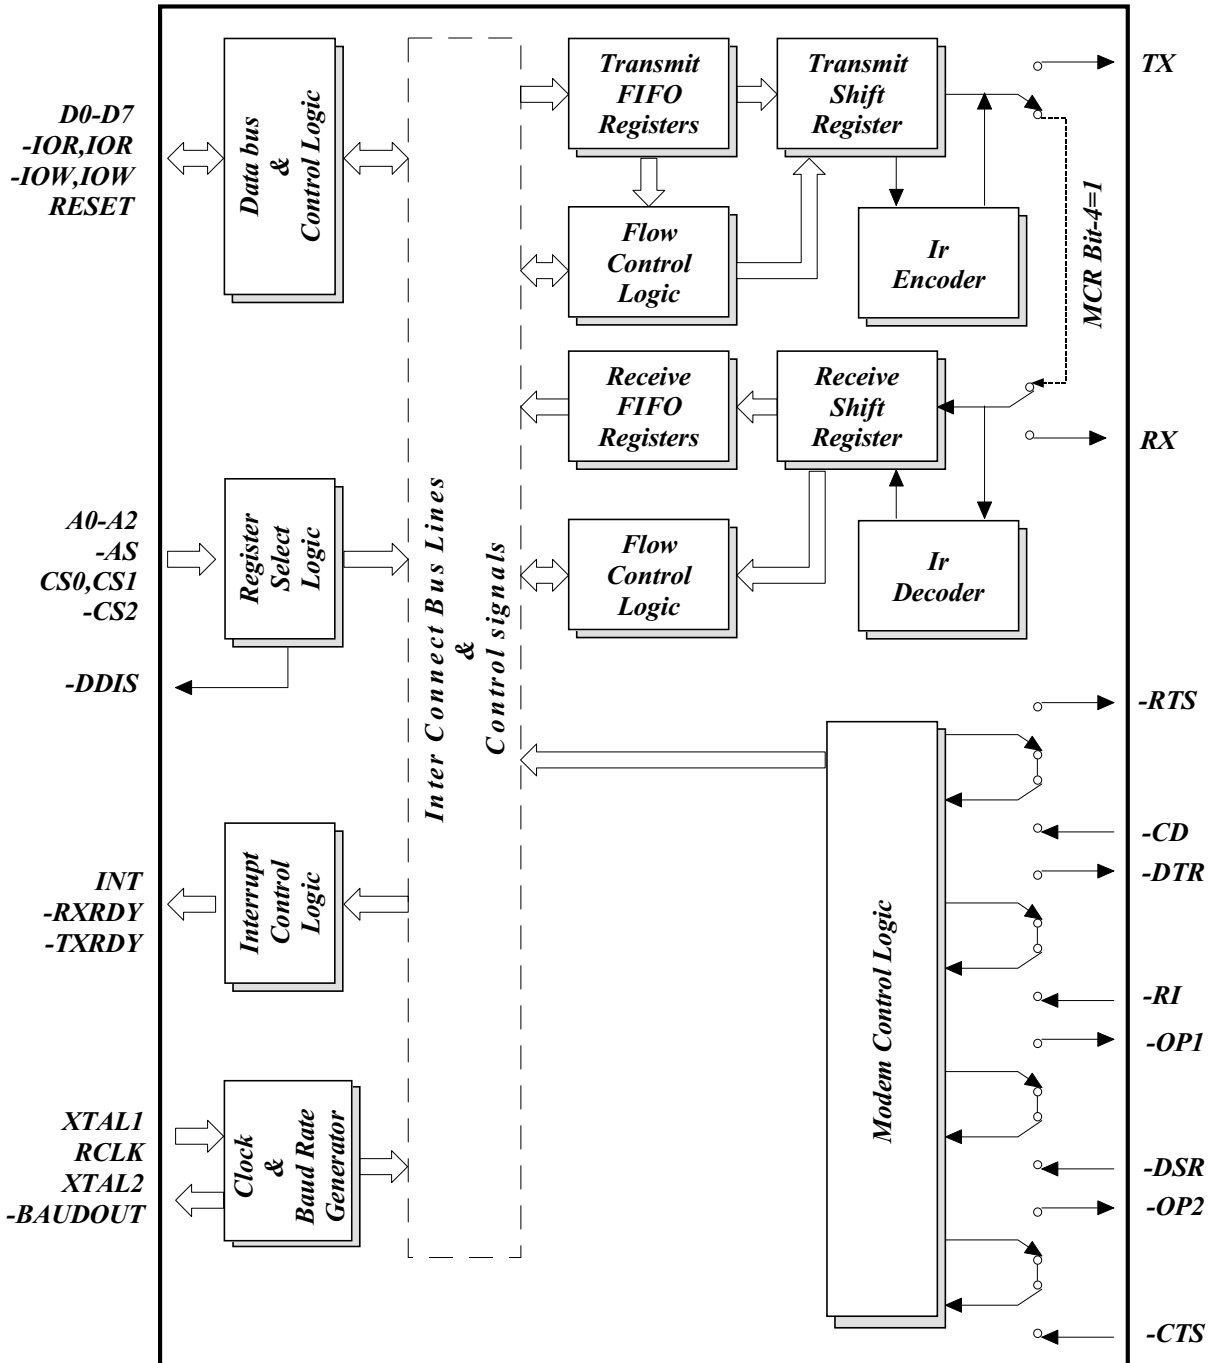 D0-D7
-IOR,IOR
-IOW,IOW
RESET
Data bus
&
Control Logic
A0-A2
-AS
CS0,CS1
-CS2
Register
Select
Logic
-DDIS
INT
-RXRDY
-TXRDY
Interrupt
Control
Logic
XTAL1
RCLK
XTAL2
-BAUDOUT
Clock
&
Baud Rate
Generator
Inter Connect Bus Lines
&
Control signals
Transmit
FIFO
Registers
Transmit
Shift
Register
Flow
Control
Logic
Ir
Encoder
Receive
FIFO
Registers
Receive
Shift
Register
Flow
Control
Logic
Ir
Decoder
MCR Bit-4=1
Modem Control Logic
TX
RX
-RTS
-CD
-DTR
-RI
-OP1
-DSR
-OP2
-CTS